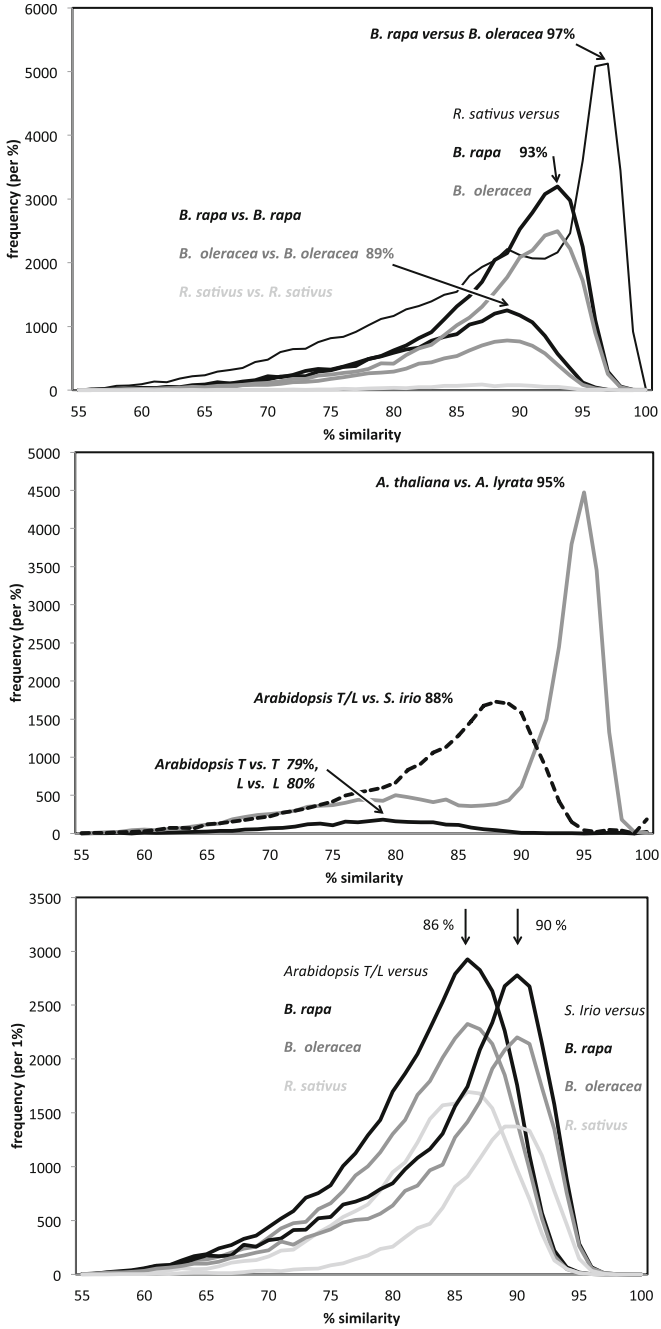 6000
5000
4000
3000
2000
1000
0
frequency (per %)
B. rapa versus B. oleracea 97%
R. sativus versus
B. rapa 93%
B. oleracea
B. rapa vs. B. rapa
B. oleracea vs. B. oleracea 89%
R. sativus vs. R. sativus
55 60 65 70 75 80 85 90 95 100
% similarity
5000
4500
4000
3500
3000
2500
2000
1500
1000
500
0
frequency (per %)
A. thaliana vs. A. lyrata 95%
Arabidopsis T/L vs. S. irio 88%
Arabidopsis T vs. T 79%,
L vs. L 80%
55 60 65 70 75 80 85 90 95 100
% similarity
3500
3000
2500
2000
1500
1000
500
0
frequency (per 1%)
86 % 90 %
Arabidopsis T/L versus
B. rapa
B. oleracea
R. sativus
S. Irio versus
B. rapa
B. oleracea
R. sativus
55 60 65 70 75 80 85 90 95 100
% similarity